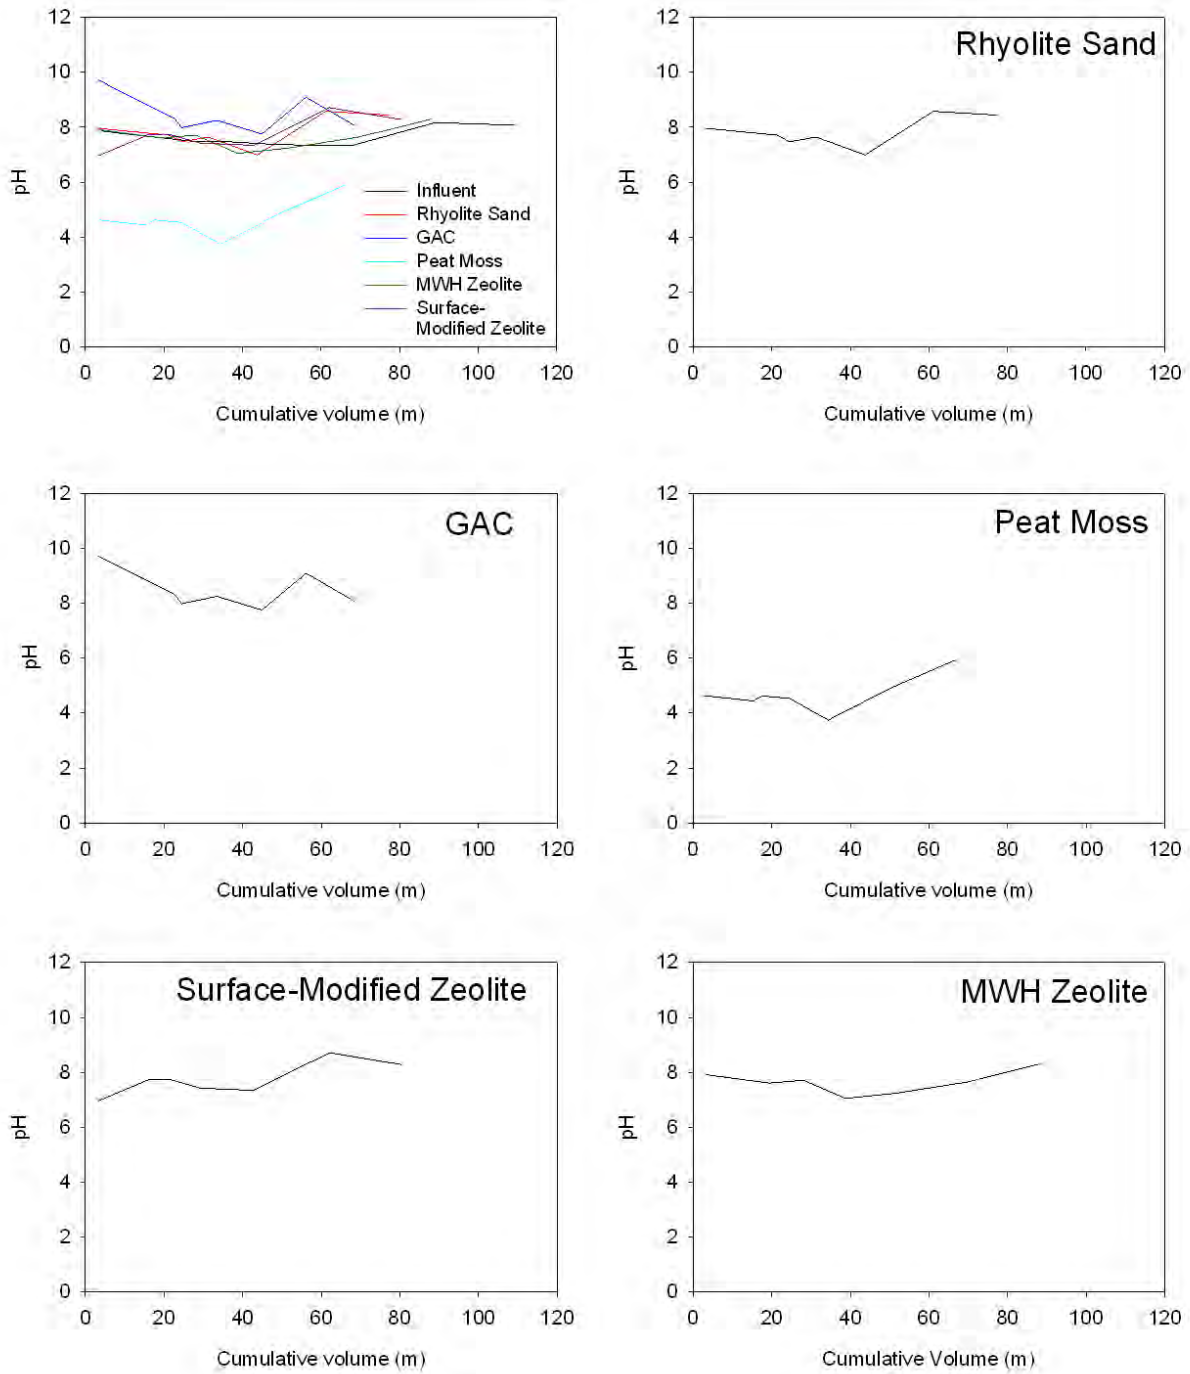 12
10
8
6
4
2
0
pH
Influent
Rhyolite Sand
GAC
Peat Moss
MWH Zeolite
Surface-
Modified Zeolite
0 20 40 60 80 100 120
Cumulative volume (m)
Rhyolite Sand
12
10
8
6
4
2
0
pH
0 20 40 60 80 100 120
Cumulative volume (m)
GAC
12
10
8
6
4
2
0
pH
0 20 40 60 80 100 120
Cumulative volume (m)
Peat Moss
12
10
8
6
4
2
0
pH
0 20 40 60 80 100 120
Cumulative volume (m)
Surface-Modified Zeolite
12
10
8
6
4
2
0
pH
0 20 40 60 80 100 120
Cumulative volume (m)
MWH Zeolite
12
10
8
6
4
2
0
pH
0 20 40 60 80 100 120
Cumulative Volume (m)